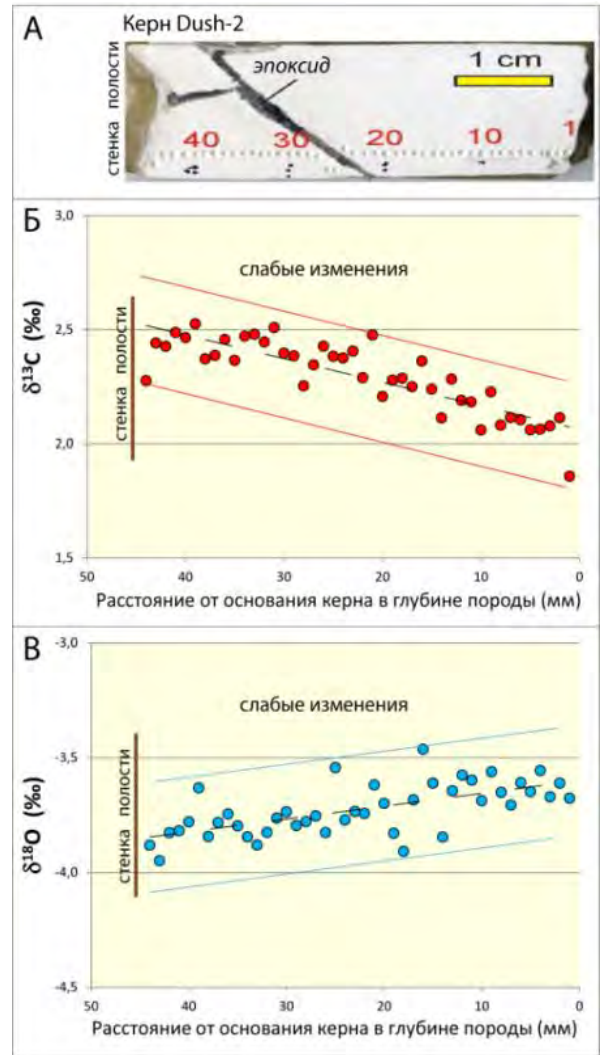 А
Керн Dush-2
стенка полости
эпоксид
1 cm
40 30 20 10 1
Б
3,0
2,5
2,0
1,5
δ¹³C (‰)
слабые изменения
стенка полости
50 40 30 20 10 0
Расстояние от основания керна в глубине породы (мм)
В
-3,0
-3,5
-4,0
-4,5
δ¹⁸O (‰)
слабые изменения
стенка полости
50 40 30 20 10 0
Расстояние от основания керна в глубине породы (мм)